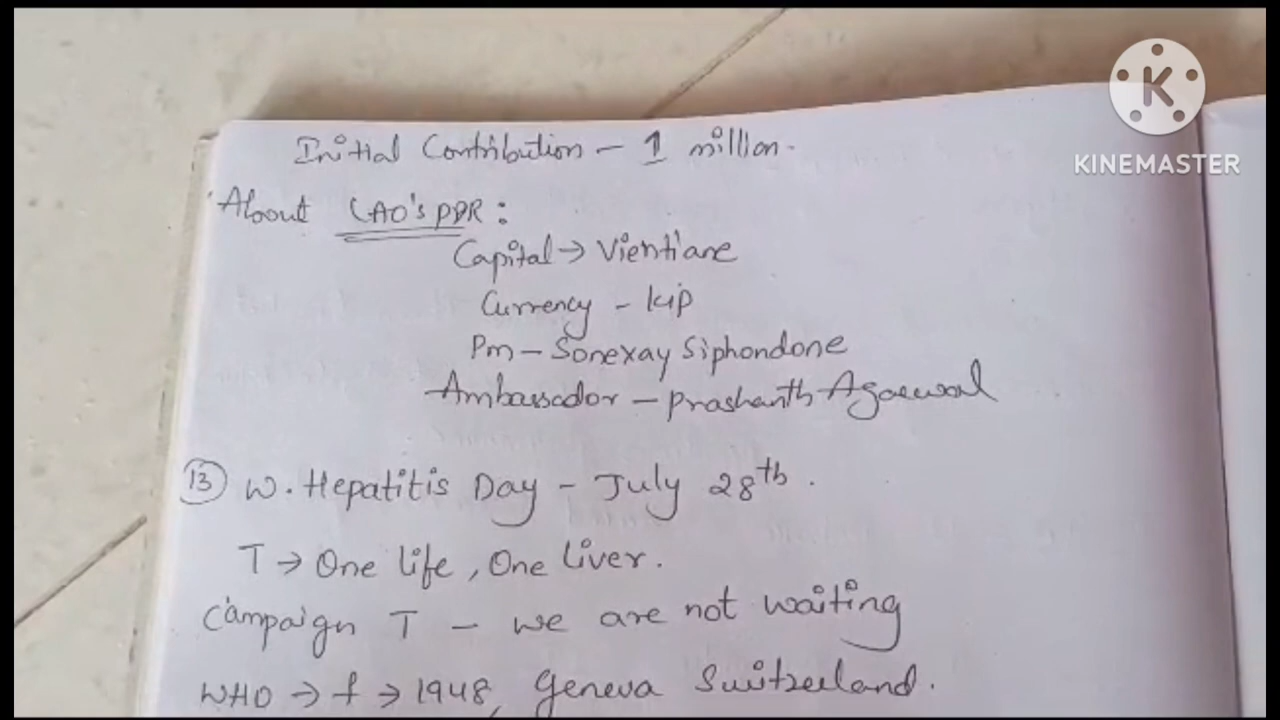 Initial Contribution - 1 million.
KINEMASTER
About LAO'S PDR:
Capital → Vientiane
Currency - kip
Pm - Sonexay Siphondone
Ambassador - Prashanth Agarwal
13 W. Hepatitis Day - July 28th.
T → One life, One liver.
Campaign T - we are not waiting
WHO → f → 1948, Geneva Switzerland.